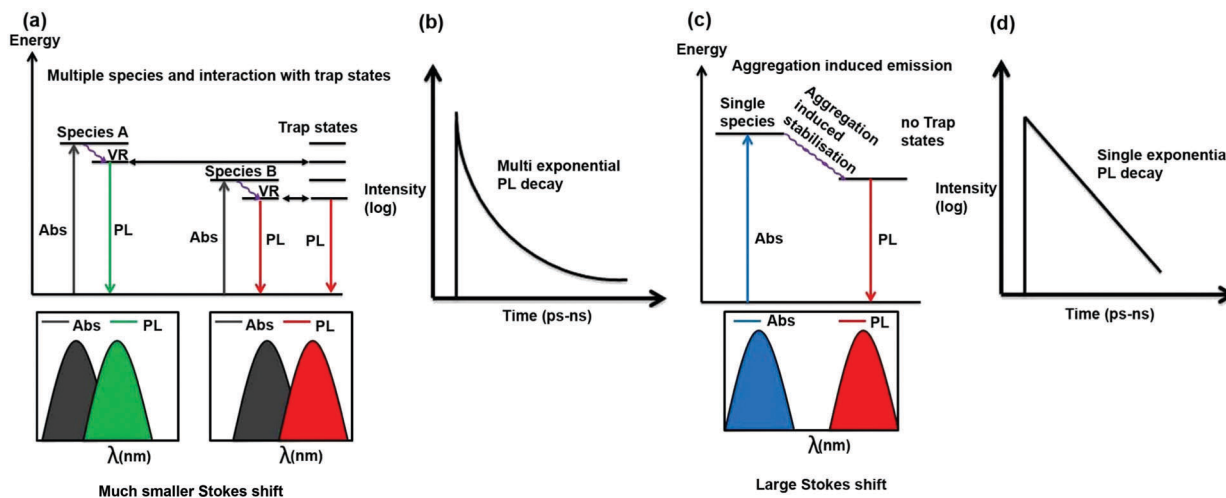 (a)
Energy
Multiple species and interaction with trap states
Species A
VR
Trap states
Species B
VR
Abs
PL
Abs
PL
PL
Abs
PL
λ(nm)
Abs
PL
λ(nm)
Much smaller Stokes shift
(b)
Intensity
(log)
Multi exponential
PL decay
Time (ps-ns)
(c)
Energy
Aggregation induced emission
Single
species
Aggregation
induced
stabilisation
no Trap
states
Abs
PL
Abs
PL
λ(nm)
Large Stokes shift
(d)
Intensity
(log)
Single exponential
PL decay
Time (ps-ns)